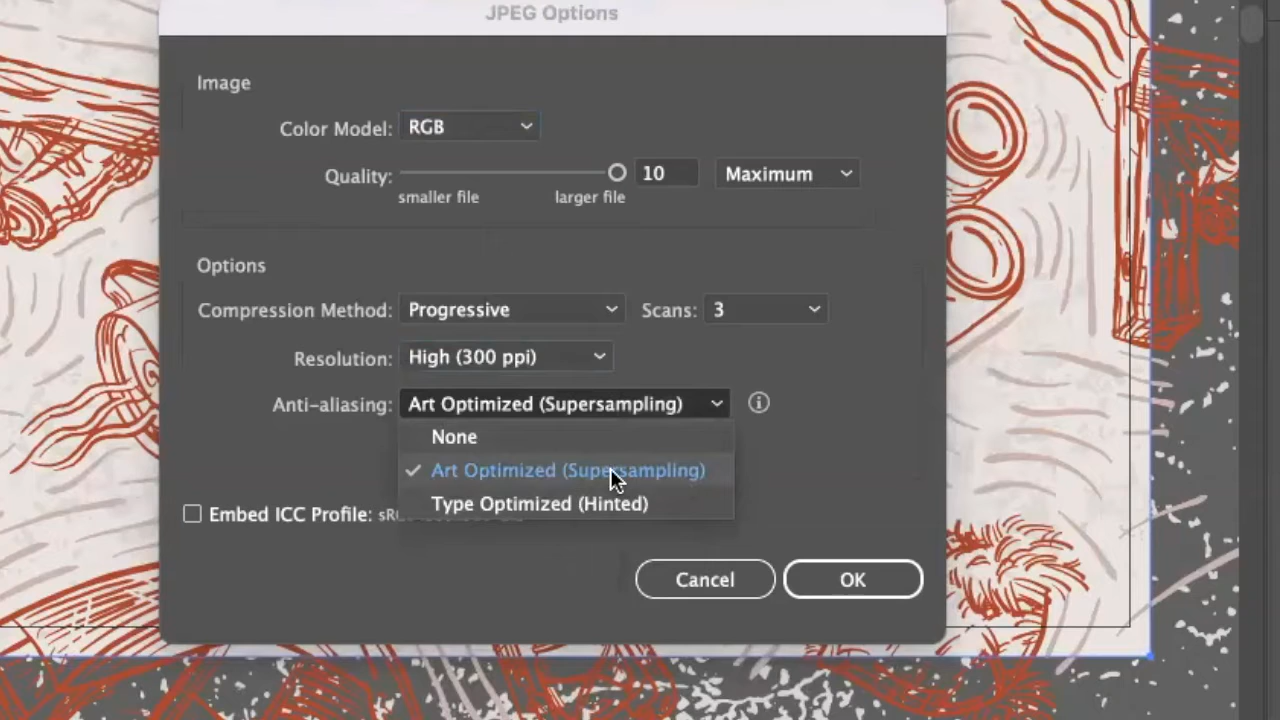 JPEG Options
Image
Color Model: RGB
Quality: 10 Maximum
smaller file larger file
Options
Compression Method: Progressive Scans: 3
Resolution: High (300 ppi)
Anti-aliasing: Art Optimized (Supersampling)
None
Art Optimized (Supersampling)
Type Optimized (Hinted)
Embed ICC Profile:
Cancel OK